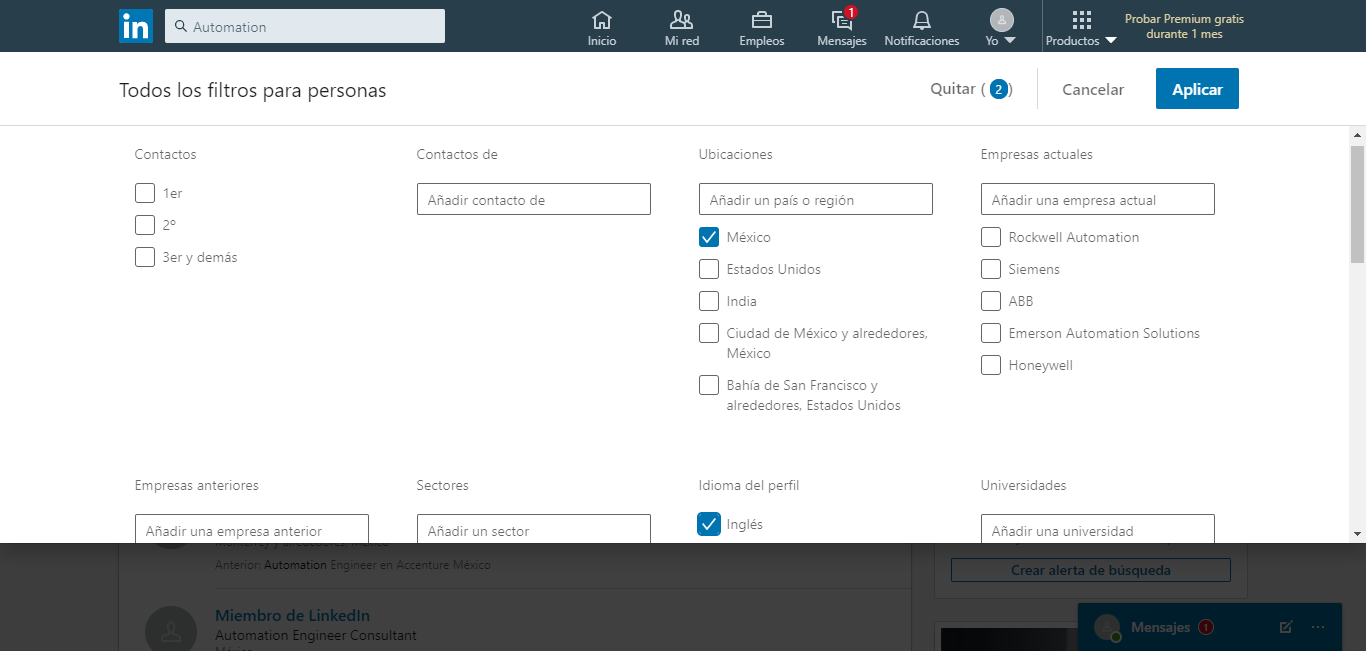 in
Automation
Inicio
Mi red
Empleos
1
Mensajes
Notificaciones
Yo
Productos
Probar Premium gratis
durante 1 mes
Todos los filtros para personas
Quitar (2)
Cancelar
Aplicar
Contactos
1er
2º
3er y demás
Contactos de
Añadir contacto de
Ubicaciones
Añadir un país o región
México
Estados Unidos
India
Ciudad de México y alrededores,
México
Bahía de San Francisco y
alrededores, Estados Unidos
Empresas actuales
Añadir una empresa actual
Rockwell Automation
Siemens
ABB
Emerson Automation Solutions
Honeywell
Empresas anteriores
Añadir una empresa anterior
Sectores
Añadir un sector
Idioma del perfil
Inglés
Universidades
Añadir una universidad
Monterrey y alrededores, México
Anterior: Automation Engineer en Accenture México
Miembro de LinkedIn
Automation Engineer Consultant
México
Crear alerta de búsqueda
Mensajes 1